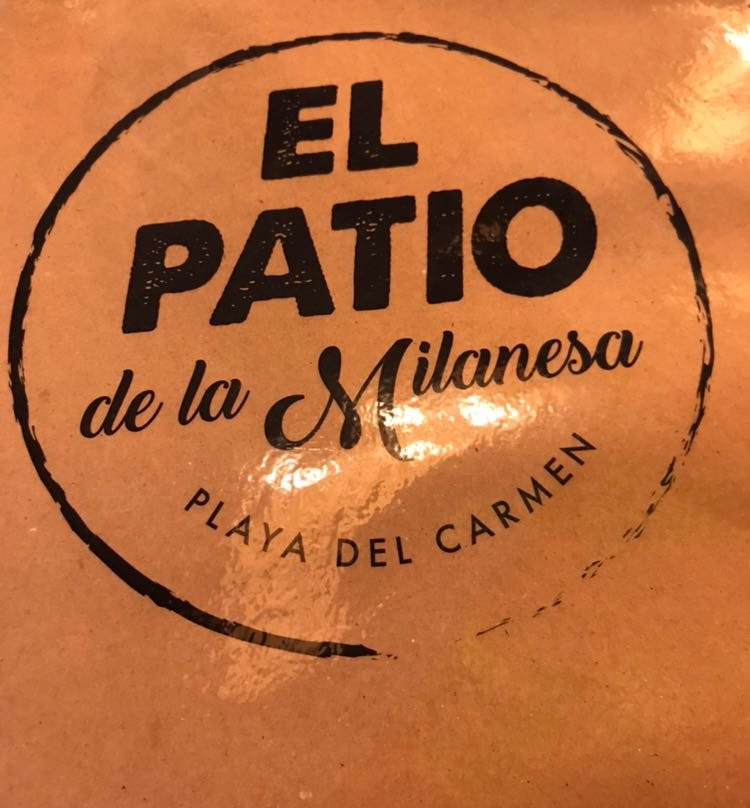 EL
PATIO
de la Milanesa
PLAYA DEL CARMEN